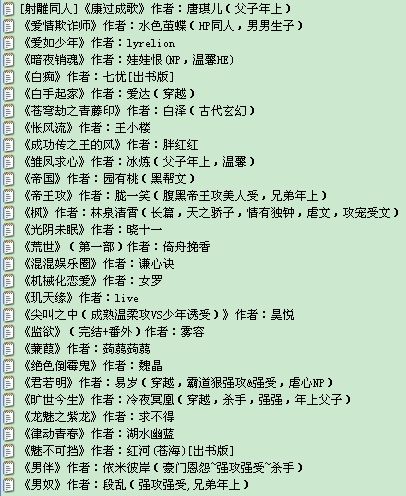 [射雕同人]《康过成歌》作者：唐琪儿（父子年上）
《爱情欺诈师》作者：水色茧蝶（HP同人，男男生子）
《爱如少年》作者：lyrelion
《暗夜销魂》作者：娃娃恨(NP，温馨HE)
《白痴》作者：七忧[出书版]
《白手起家》作者：爱达（穿越）
《苍穹劫之青藤印》作者：白泽（古代玄幻）
《怅风流》作者：王小楼
《成功传之王的风》作者：胖红红
《雏凤求心》作者：冰炼（父子年上，温馨）
《帝国》作者：园有桃（黑帮文）
《帝王攻》作者：胧一笑（腹黑帝王攻美人受，兄弟年上）
《枫》作者：林泉清霄（长篇，天之骄子，情有独钟，虐文，攻宠受文）
《光阴未眠》作者：晓十一
《荒世》（第一部）作者：倚舟挽香
《混混娱乐圈》作者：谦心诀
《机械化恋爱》作者：女罗
《玑天缘》作者：live
《尖叫之中（成熟温柔攻VS少年诱受）》作者：昊悦
《监欲》（完结+番外）作者：雾容
《蒹葭》作者：蒟蒻蒟蒻
《绝色倒霉鬼》作者：魏晶
《君若明》作者：易岁（穿越，霸道狠强攻&强受，虐心NP）
《旷世今生》作者：冷夜冥凰（穿越，杀手，强强，年上父子）
《龙魅之紫龙》作者：求不得
《律动青春》作者：湖水幽蓝
《魅不可挡》作者：红河(苍海)[出书版]
《男伴》作者：依米彼岸（豪门恩怨~强攻强受~杀手）
《男奴》作者：段乱（强攻强受,兄弟年上）